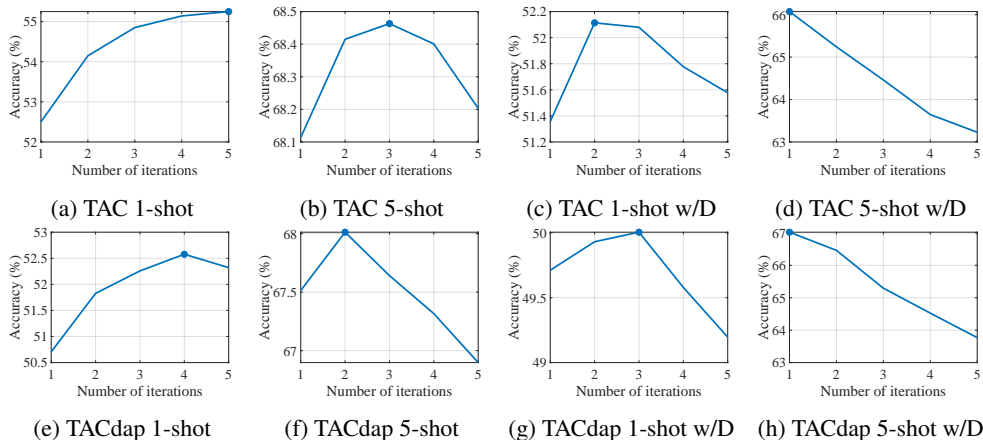 55
54
53
52
Accuracy (%)
1 2 3 4 5
Number of iterations
(a) TAC 1-shot
68.5
68.4
68.3
68.2
68.1
Accuracy (%)
1 2 3 4 5
Number of iterations
(b) TAC 5-shot
52.2
52
51.8
51.6
51.4
51.2
Accuracy (%)
1 2 3 4 5
Number of iterations
(c) TAC 1-shot w/D
66
65
64
63
Accuracy (%)
1 2 3 4 5
Number of iterations
(d) TAC 5-shot w/D
53
52.5
52
51.5
51
50.5
Accuracy (%)
1 2 3 4 5
Number of iterations
(e) TACdap 1-shot
68
67.5
67
Accuracy (%)
1 2 3 4 5
Number of iterations
(f) TACdap 5-shot
50
49.5
49
Accuracy (%)
1 2 3 4 5
Number of iterations
(g) TACdap 1-shot w/D
67
66
65
64
63
Accuracy (%)
1 2 3 4 5
Number of iterations
(h) TACdap 5-shot w/D